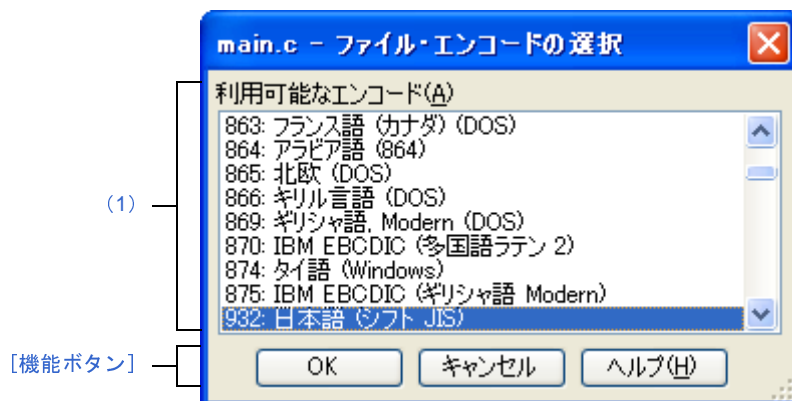 main.c - ファイル・エンコードの選択
利用可能なエンコード(A)
863: フランス語 (カナダ) (DOS)
864: アラビア語 (864)
865: 北欧 (DOS)
866: キリル言語 (DOS)
869: ギリシャ語, Modern (DOS)
870: IBM EBCDIC (多国語ラテン 2)
874: タイ語 (Windows)
875: IBM EBCDIC (ギリシャ語 Modern)
932: 日本語 (シフト JIS)
(1)
[機能ボタン]
OK キャンセル ヘルプ(H)